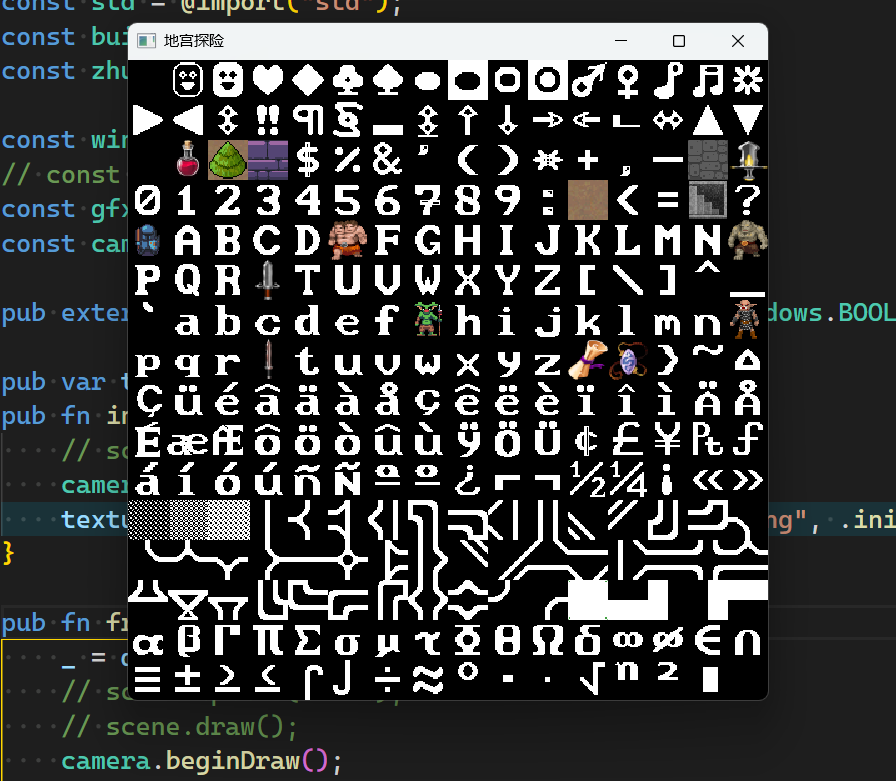 const std = @import("std");
const bui
const zhu
地宫探险
const win
// const
const gfx
const cam
pub exter
dows.BOOL
pub var t
pub fn in
// sc
camer
textu
ng", .ini
}
pub fn fr
_ = c
// sc
// scene.draw();
camera.beginDraw();
‼
¶ §
$ % & ' ( ) * + , -
0 1 2 3 4 5 6 7 8 9 : < = ?
A B C D F G H I J K L M N
P Q R T U V W X Y Z [ \ ] ^ _
` a b c d e f h i j k l m n
p q r t u v w x y z } ~ ⌂
Ç ü é â ä à å ç ê ë è ï î ì Ä Å
É æ Æ ô ö ò û ù ÿ Ö Ü ¢ £ ¥ ₧ ƒ
á í ó ú ñ Ñ ª º ¿ ⌐ ¬ ½ ¼ ¡ « »
α β Γ π Σ σ µ τ Φ θ Ω δ ∞ ø ∈ ∩
≡ ± ≥ ≤ ⌠ ⌡ ÷ ≈ ° ∙ · √ ⁿ ² ■